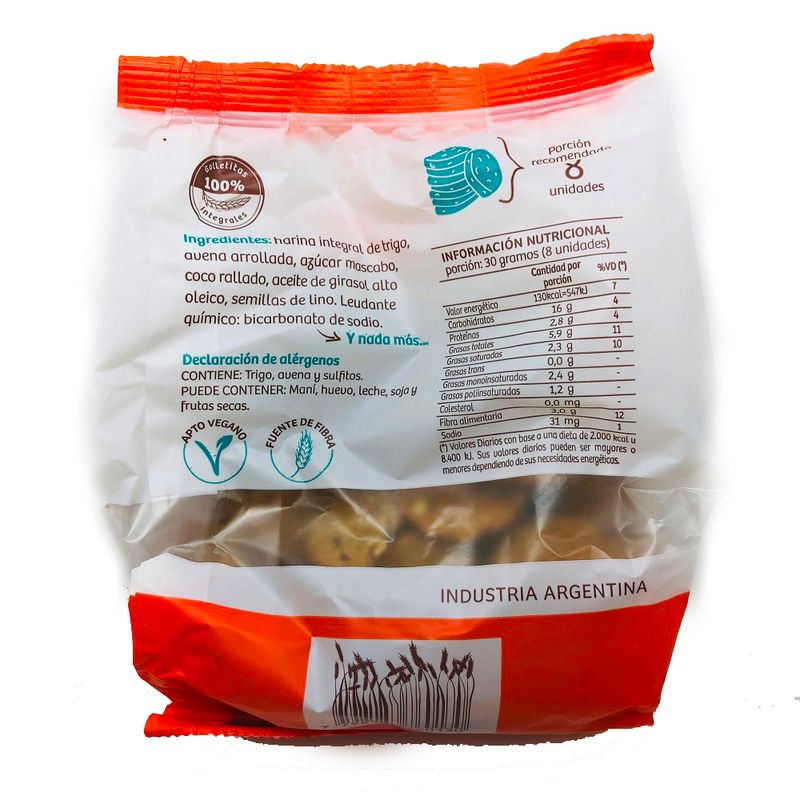 Galletitas
100%
Integrales
porción
recomendada
8
unidades
Ingredientes: harina integral de trigo,
avena arrollada, azúcar mascabo,
coco rallado, aceite de girasol alto
oleico, semillas de lino. Leudante
químico: bicarbonato de sodio.
Y nada más...
Declaración de alérgenos
CONTIENE: Trigo, avena y sulfitos.
PUEDE CONTENER: Maní, huevo, leche, soja y
frutas secas.
APTO VEGANO
FUENTE DE FIBRA
INFORMACIÓN NUTRICIONAL
porción: 30 gramos (8 unidades)
Cantidad por porción %VD (*)
Valor energético 130kcal=547kJ 7
Carbohidratos 16 g 4
Proteínas 2,8 g 4
Grasas totales 5,9 g 11
Grasas saturadas 2,3 g 10
Grasas trans 0,0 g -
Grasas monoinsaturadas 2,4 g -
Grasas poliinsaturadas 1,2 g -
Colesterol 0,0 mg -
Fibra alimentaria 3,0 g 12
Sodio 31 mg 1
(*) Valores Diarios con base a una dieta de 2.000 kcal u
8.400 kJ. Sus valores diarios pueden ser mayores o
menores dependiendo de sus necesidades energéticas.
INDUSTRIA ARGENTINA